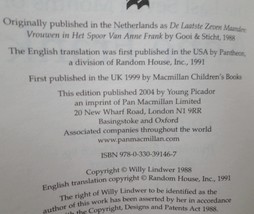 Originally published in the Netherlands as De Laatste Zeven Maanden
Vrouwen in Het Spoor Van Anne Frank by Gooi & Sticht, 1988
The English translation was first published in the USA by Pantheon,
a division of Random House, Inc., 1991
First published in the UK 1999 by Macmillan Children's Books
This edition published 2004 by Young Picador
an imprint of Pan Macmillan Limited
20 New Wharf Road, London N1 9RR
Basingstoke and Oxford
Associated companies throughout the world
www.panmacmillan.com
ISBN 978-0-330-39146-7
Copyright © Willy Lindwer 1988
English translation copyright © Random House, Inc., 1991
The right of Willy Lindwer to be identified as the
author of this work has been asserted by her in accordance
with the Copyright, Designs and Patents Act 1988.